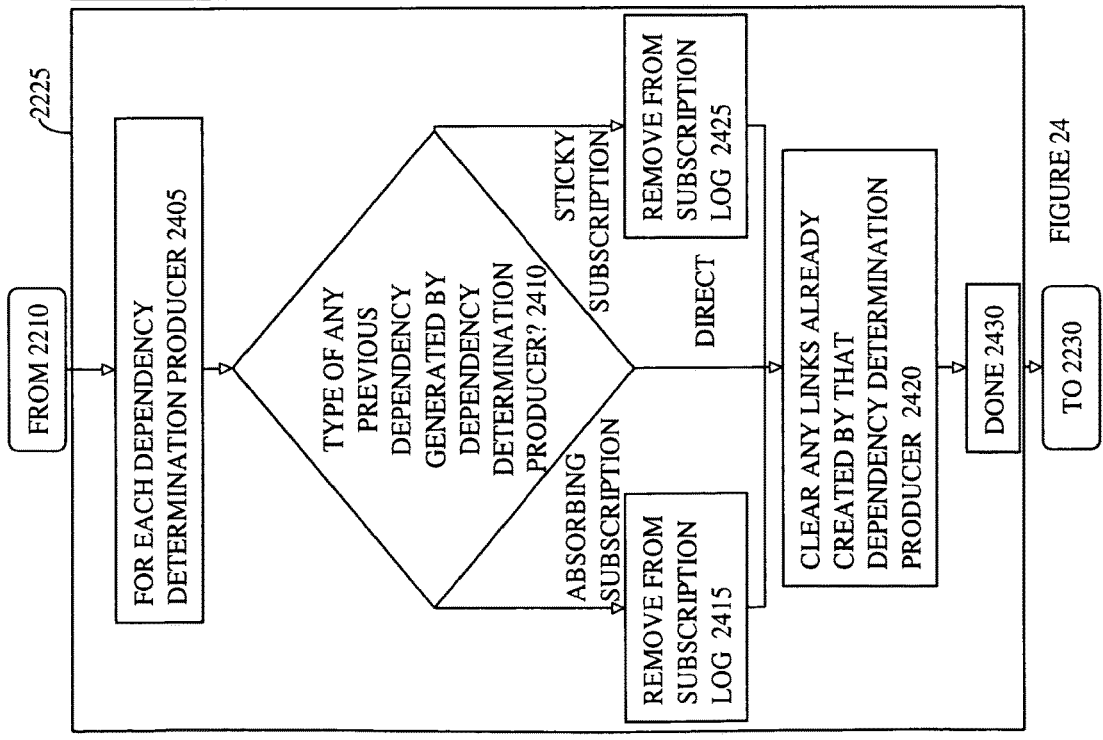 FROM 2210
2225
FOR EACH DEPENDENCY
DETERMINATION PRODUCER 2405
TYPE OF ANY
PREVIOUS
DEPENDENCY
GENERATED BY
DEPENDENCY
DETERMINATION
PRODUCER? 2410
ABSORBING
SUBSCRIPTION
STICKY
SUBSCRIPTION
REMOVE FROM
SUBSCRIPTION
LOG 2415
DIRECT
REMOVE FROM
SUBSCRIPTION
LOG 2425
CLEAR ANY LINKS ALREADY
CREATED BY THAT
DEPENDENCY DETERMINATION
PRODUCER 2420
DONE 2430
TO 2230
FIGURE 24